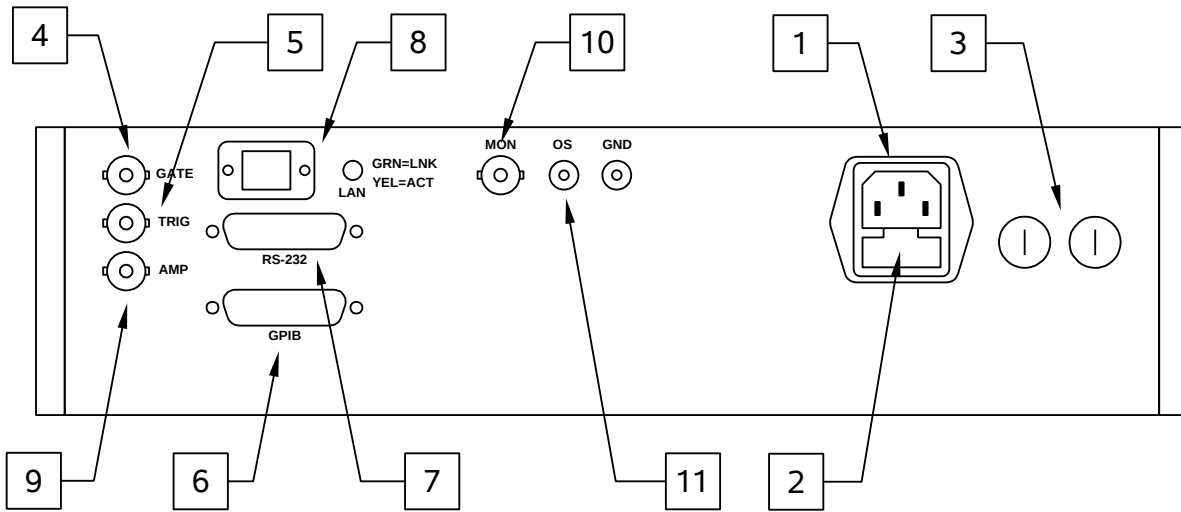 4
5
8
10
1
3
MON
OS
GND
GATE
GRN=LNK
LAN
YEL=ACT
TRIG
RS-232
AMP
GPIB
9
6
7
11
2